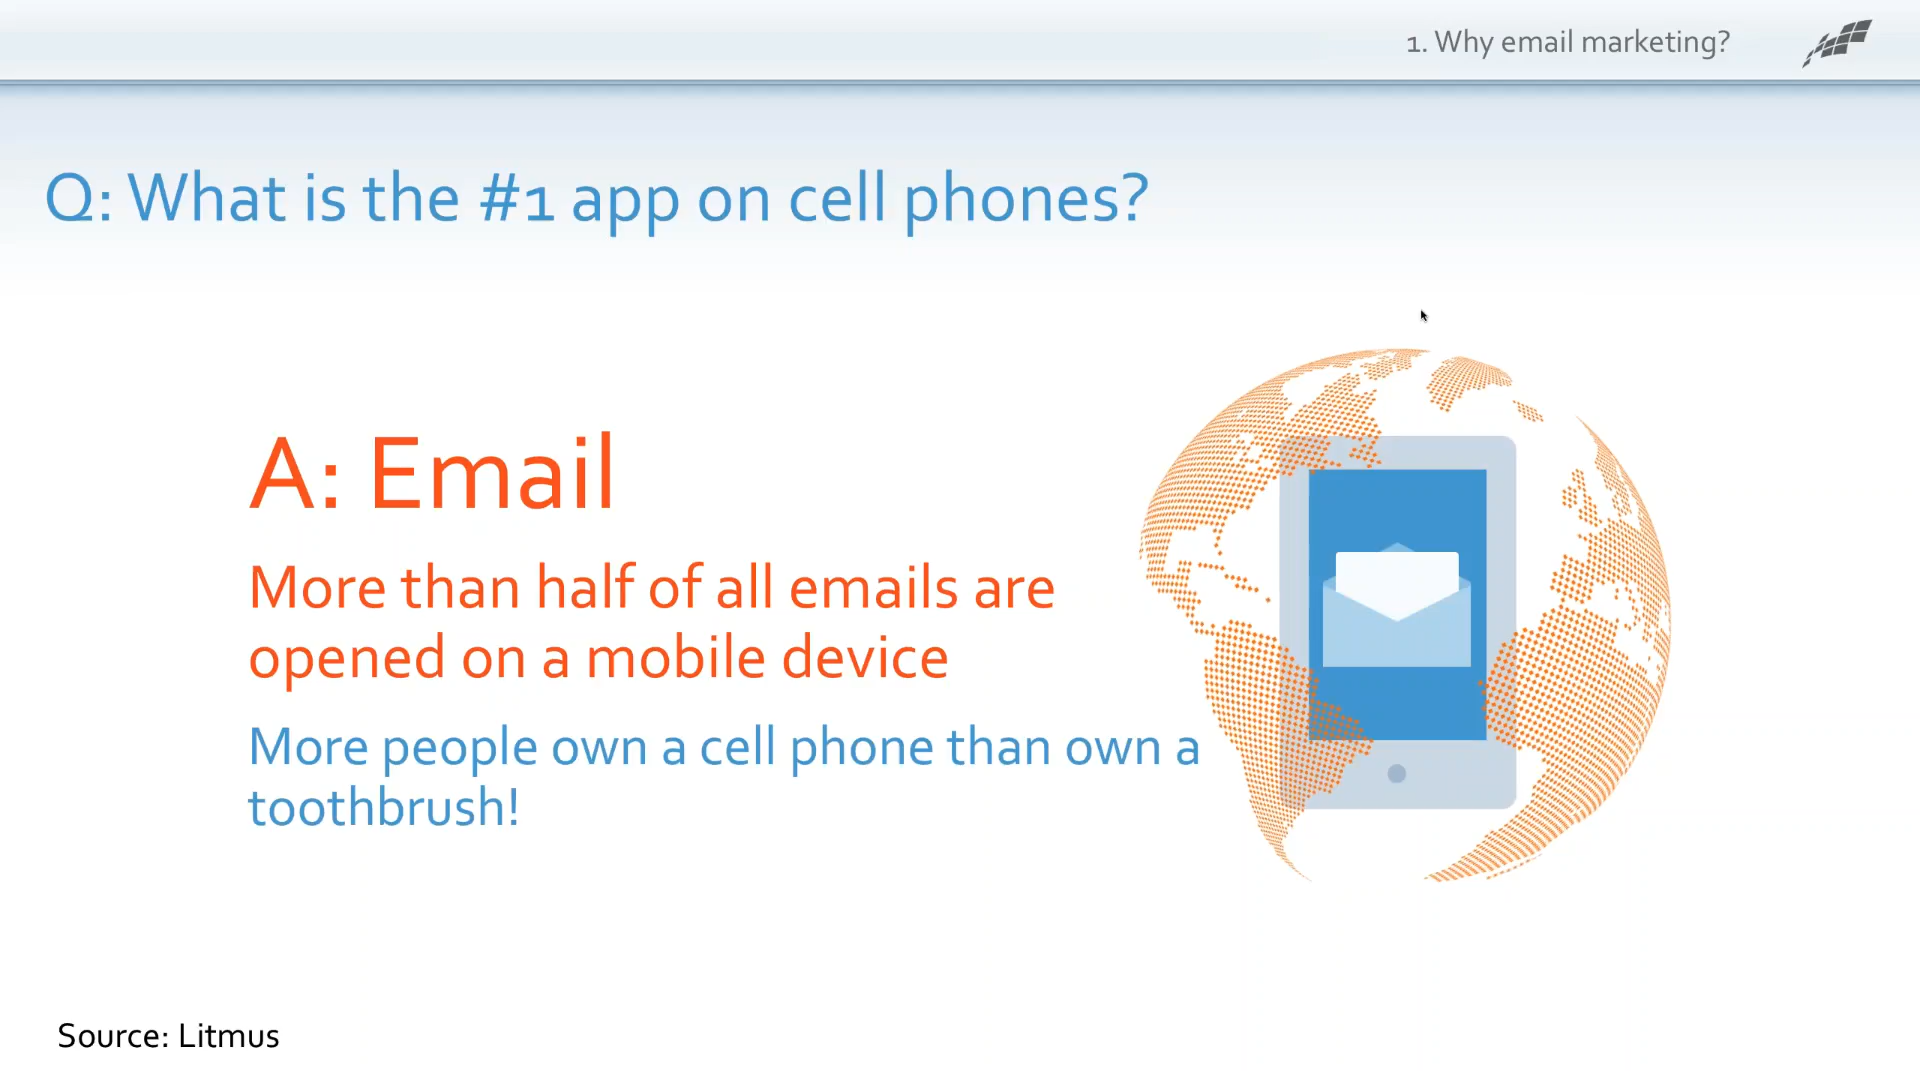 1. Why email marketing?
Q: What is the #1 app on cell phones?
A: Email
More than half of all emails are
opened on a mobile device
More people own a cell phone than own a
toothbrush!
Source: Litmus